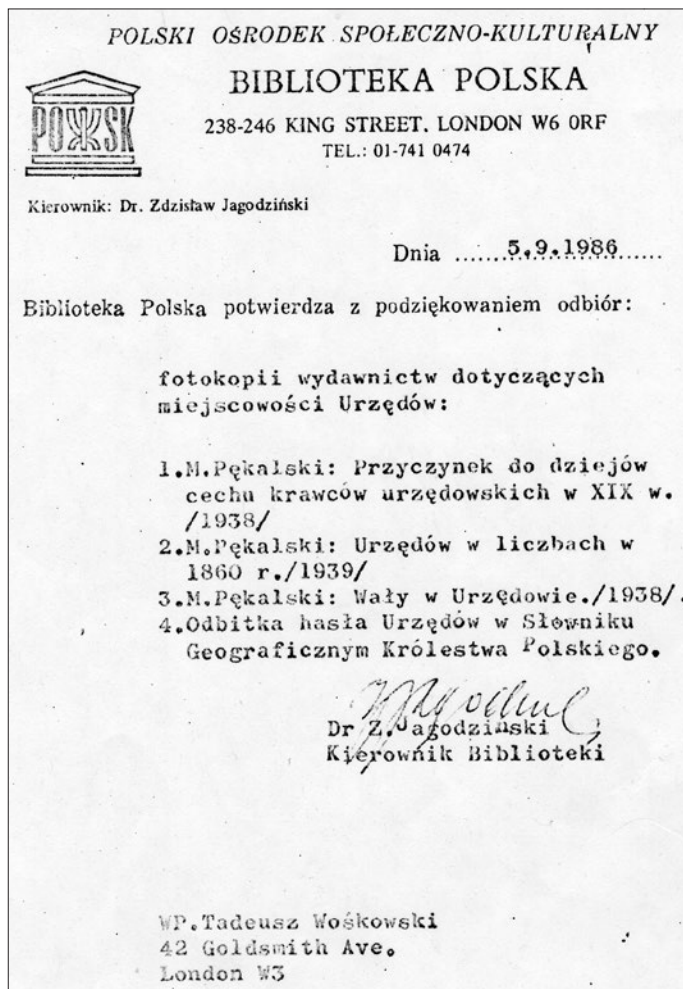 POLSKI OŚRODEK SPOŁECZNO-KULTURALNY
BIBLIOTEKA POLSKA
POSK
238-246 KING STREET. LONDON W6 0RF
TEL.: 01-741 0474
Kierownik: Dr. Zdzisław Jagodziński
Dnia ......5.9.1986......
Biblioteka Polska potwierdza z podziękowaniem odbiór:
fotokopii wydawnictw dotyczących
miejscowości Urzędów:
1.M.Pękalski: Przyczynek do dziejów
cechu krawców urzędowskich w XIX w.
/1938/
2.M.Pękalski: Urzędów w liczbach w
1860 r./1939/
3.M.Pękalski: Wały w Urzędowie./1938/.
4.Odbitka hasła Urzędów w Słowniku
Geograficznym Królestwa Polskiego.
Dr Z.Jagodziński
Kierownik Biblioteki
WP.Tadeusz Wośkowski
42 Goldsmith Ave.
London W3